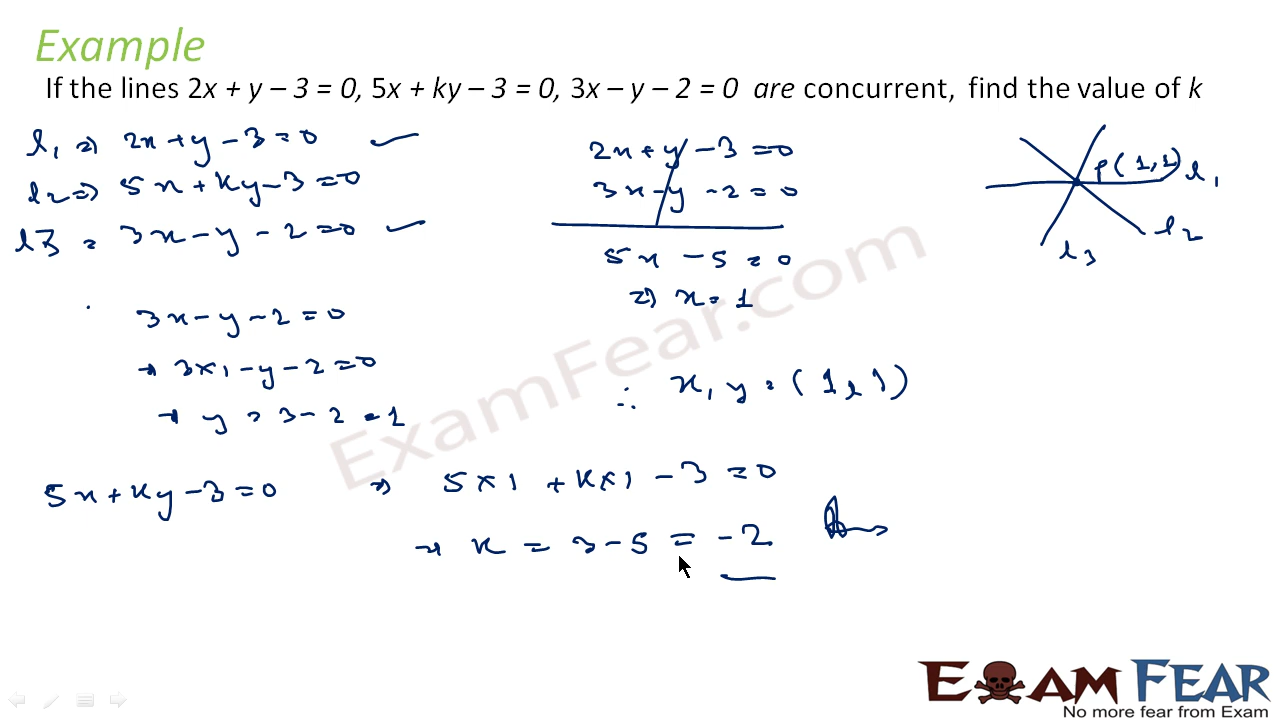 Example
If the lines 2x + y – 3 = 0, 5x + ky – 3 = 0, 3x – y – 2 = 0 are concurrent, find the value of k
l1 => 2x + y - 3 = 0
l2 => 5x + ky - 3 = 0
l3 = 3x - y - 2 = 0
2x + y - 3 = 0
3x - y - 2 = 0
5x - 5 = 0
=> x = 1
P(1,1) l1
l2
l3
3x - y - 2 = 0
→ 3×1 - y - 2 = 0
→ y = 3 - 2 = 1
∴ x, y = (1, 1)
5x + ky - 3 = 0 => 5×1 + k×1 - 3 = 0
→ k = 3 - 5 = -2 Ans
ExamFear.com
EXAM FEAR
No more fear from Exam